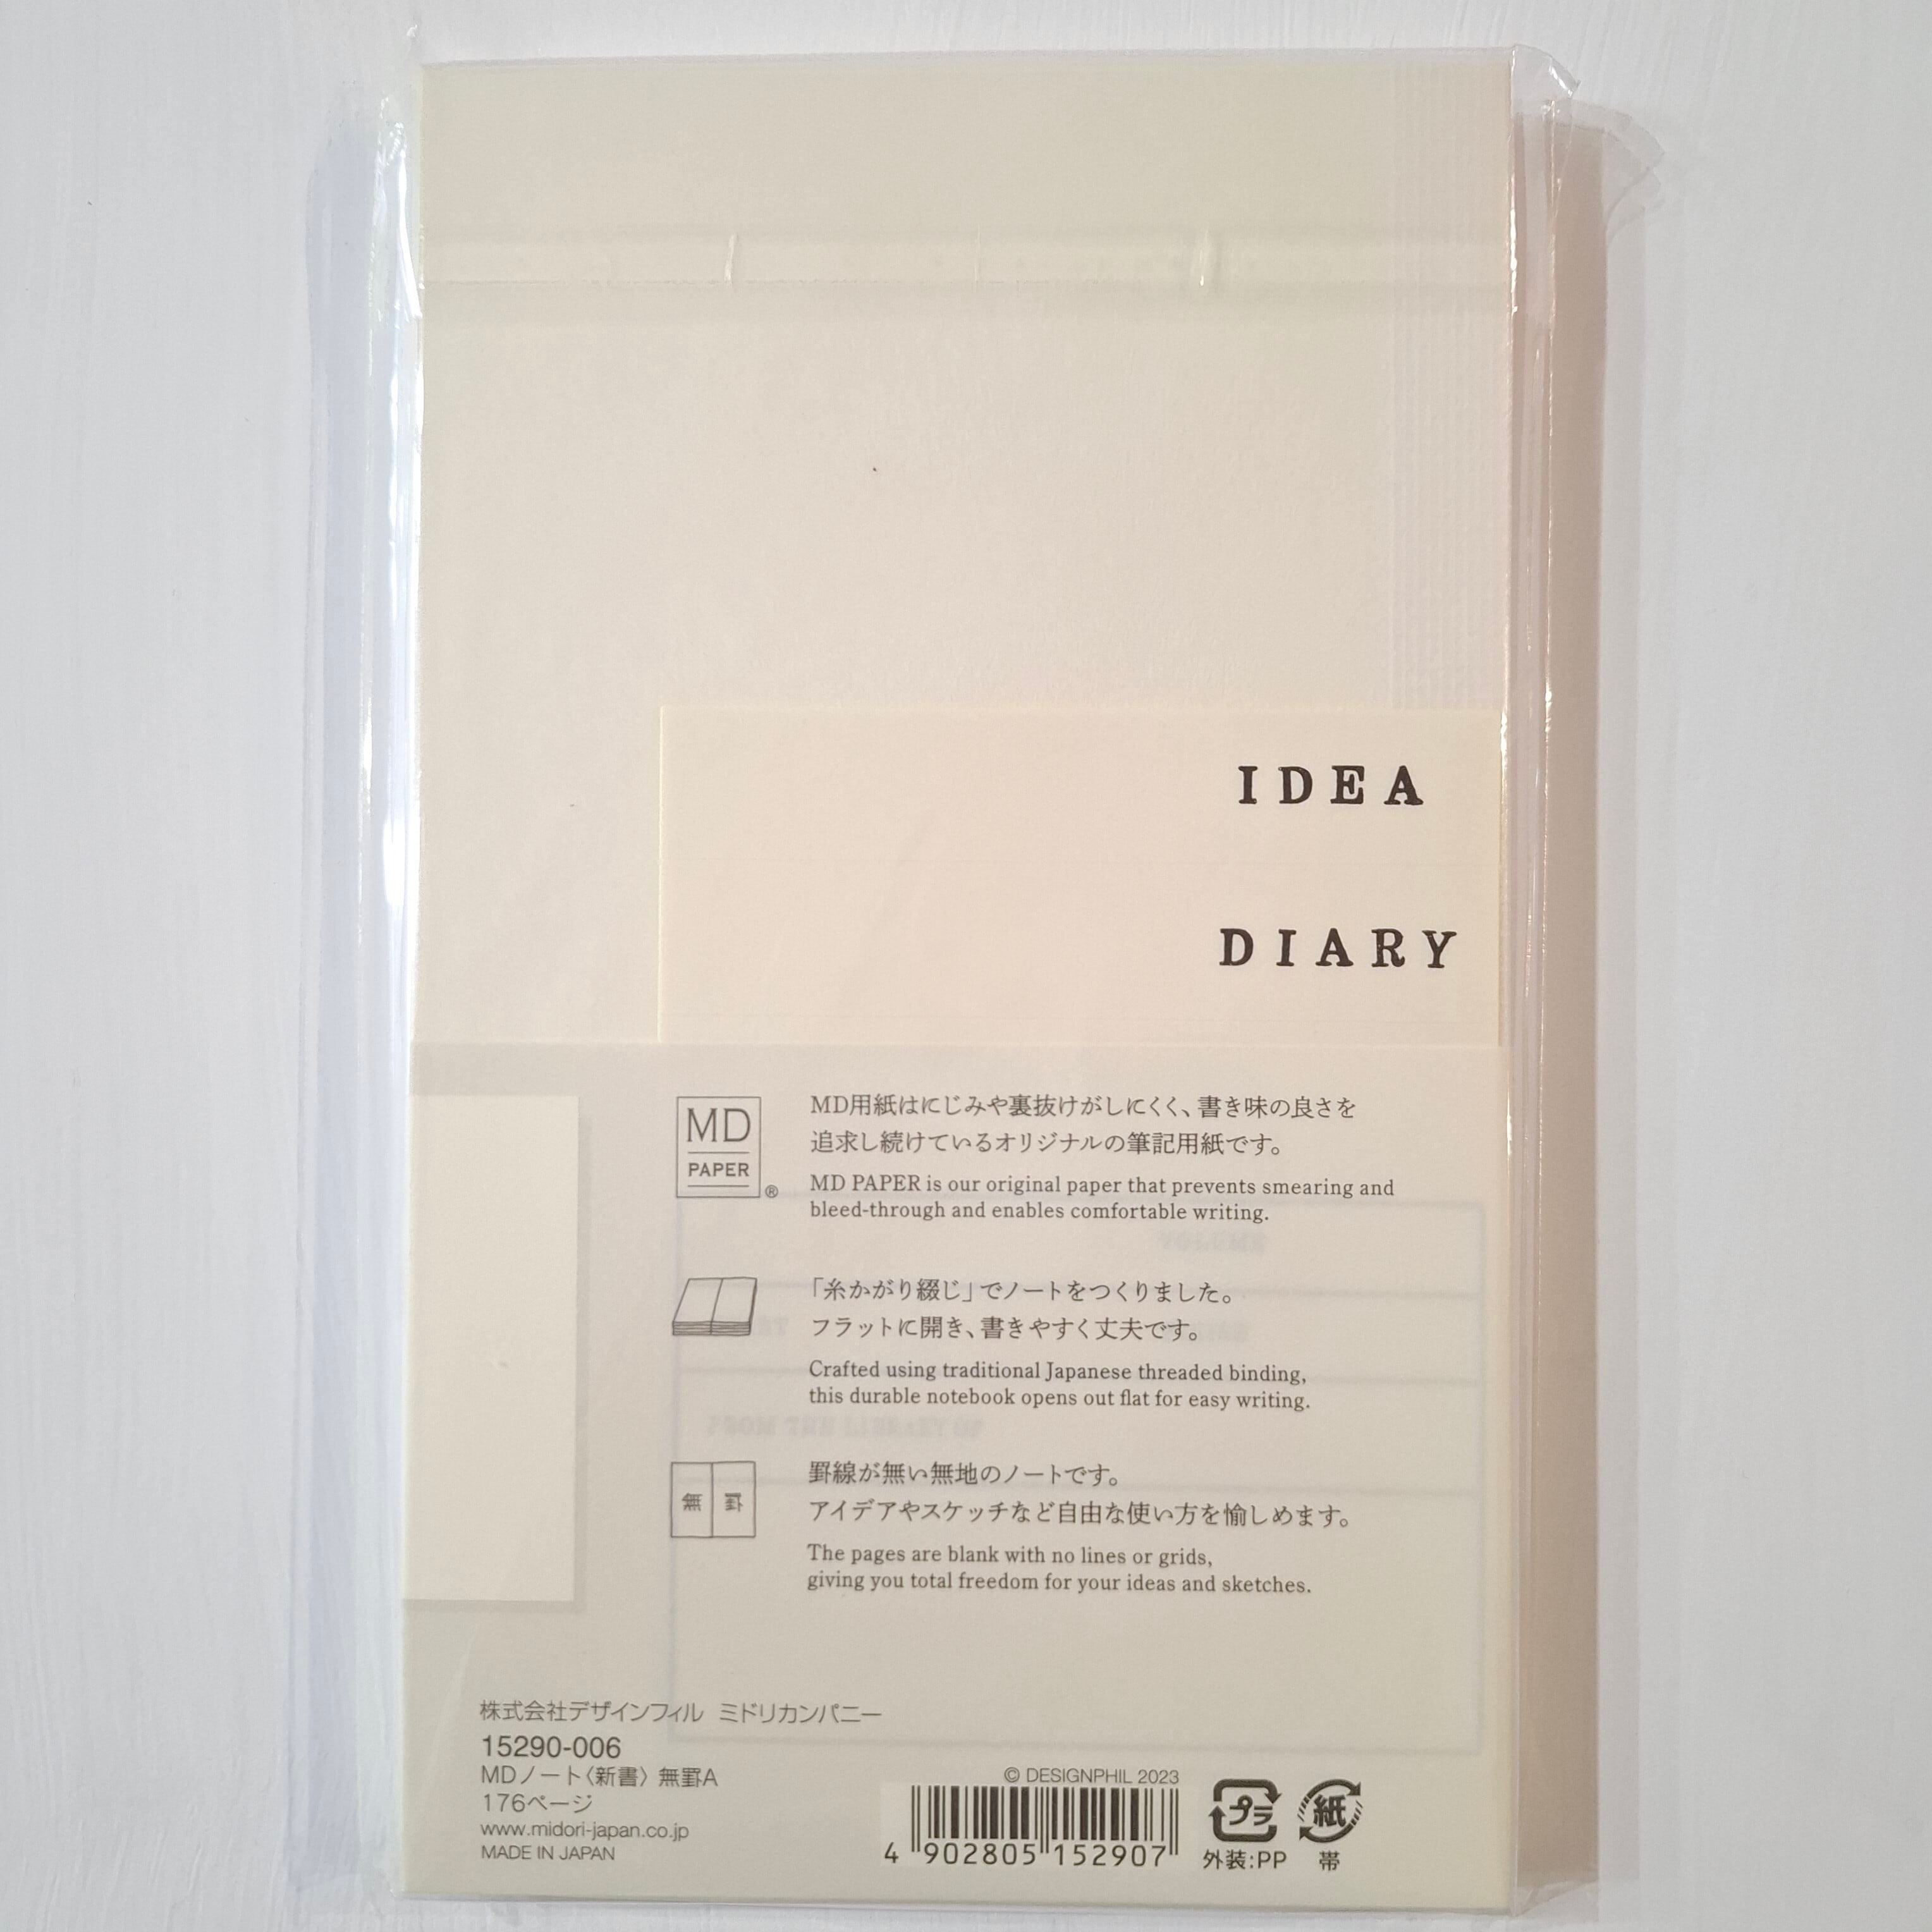 IDEA
DIARY
MD
PAPER
®
MD用紙はにじみや裏抜けがしにくく、書き味の良さを
追求し続けているオリジナルの筆記用紙です。
MD PAPER is our original paper that prevents smearing and
bleed-through and enables comfortable writing.
「糸かがり綴じ」でノートをつくりました。
フラットに開き、書きやすく丈夫です。
Crafted using traditional Japanese threaded binding,
this durable notebook opens out flat for easy writing.
無罫
罫線が無い無地のノートです。
アイデアやスケッチなど自由な使い方を愉しめます。
The pages are blank with no lines or grids,
giving you total freedom for your ideas and sketches.
VOLUME
FROM THE LIBRARY OF
株式会社デザインフィル ミドリカンパニー
15290-006
MDノート〈新書〉 無罫A
176ページ
www.midori-japan.co.jp
MADE IN JAPAN
© DESIGNPHIL 2023
4 902805 152907
プラ
外装:PP
紙
帯